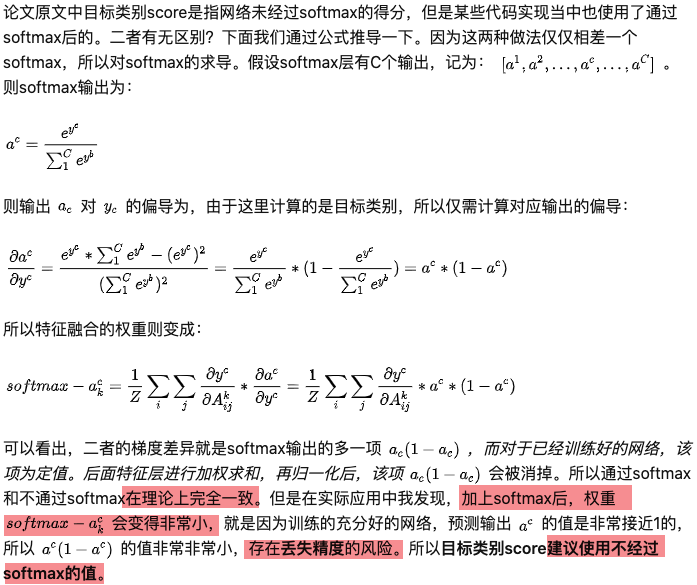 论文原文中目标类别score是指网络未经过softmax的得分，但是某些代码实现当中也使用了通过
softmax后的。二者有无区别？下面我们通过公式推导一下。因为这两种做法仅仅相差一个
softmax，所以对softmax的求导。假设softmax层有C个输出，记为： $[a^1, a^2, \ldots, a^c, \ldots, a^C]$ 。
则softmax输出为：
$a^c = \frac{e^{y^c}}{\sum_1^C e^{y^b}}$
则输出 $a_c$ 对 $y_c$ 的偏导为，由于这里计算的是目标类别，所以仅需计算对应输出的偏导：
$\frac{\partial a^c}{\partial y^c} = \frac{e^{y^c} * \sum_1^C e^{y^b} - (e^{y^c})^2}{(\sum_1^C e^{y^b})^2} = \frac{e^{y^c}}{\sum_1^C e^{y^b}} * (1 - \frac{e^{y^c}}{\sum_1^C e^{y^b}}) = a^c * (1 - a^c)$
所以特征融合的权重则变成：
$softmax - a_k^c = \frac{1}{Z} \sum_i \sum_j \frac{\partial y^c}{\partial A_{ij}^k} * \frac{\partial a^c}{\partial y^c} = \frac{1}{Z} \sum_i \sum_j \frac{\partial y^c}{\partial A_{ij}^k} * a^c * (1 - a^c)$
可以看出，二者的梯度差异就是softmax输出的多一项 $a_c(1 - a_c)$ ，而对于已经训练好的网络，该
项为定值。后面特征层进行加权求和，再归一化后，该项 $a_c(1 - a_c)$ 会被消掉。所以通过softmax
和不通过softmax在理论上完全一致。但是在实际应用中我发现，加上softmax后，权重
$softmax - a_k^c$ 会变得非常小，就是因为训练的充分好的网络，预测输出 $a^c$ 的值是非常接近1的，
所以 $a^c(1 - a^c)$ 的值非常非常小，存在丢失精度的风险。所以目标类别score建议使用不经过
softmax的值。